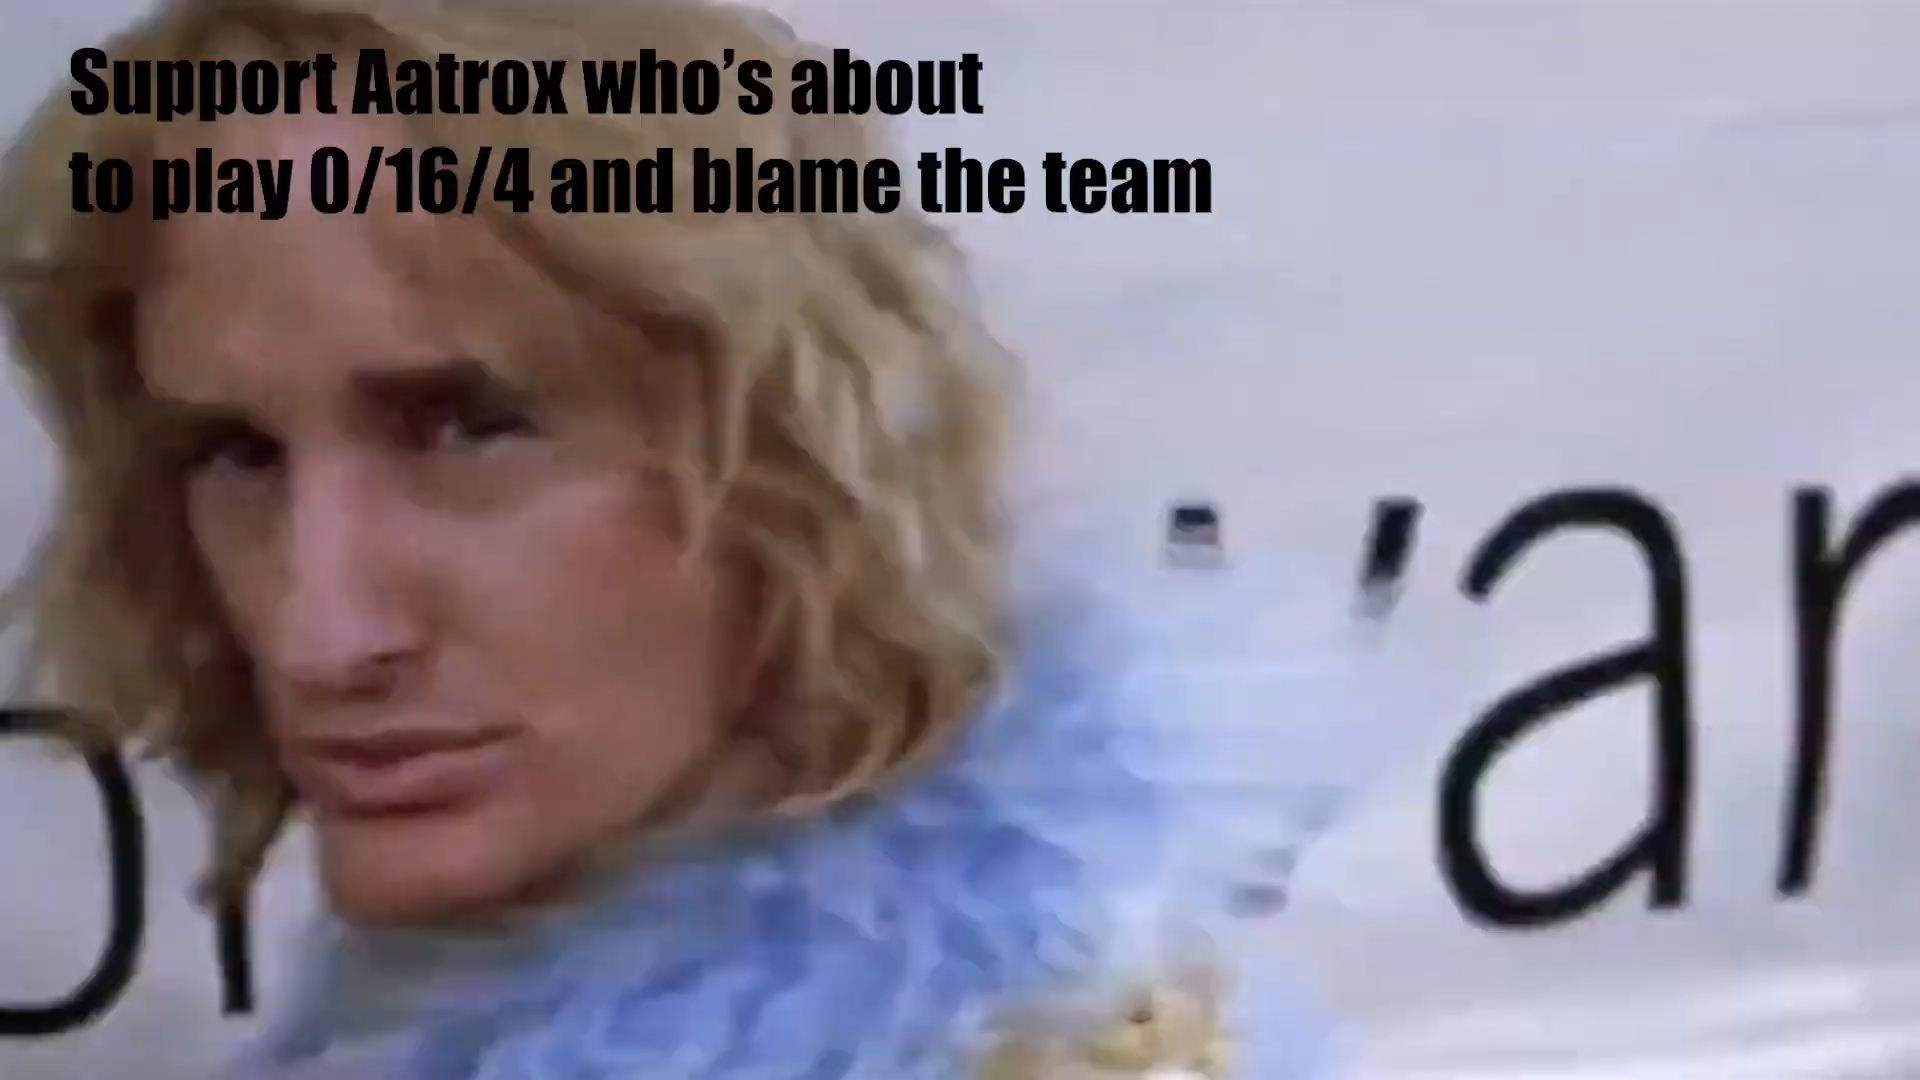 Support Aatrox who’s about
to play 0/16/4 and blame the team